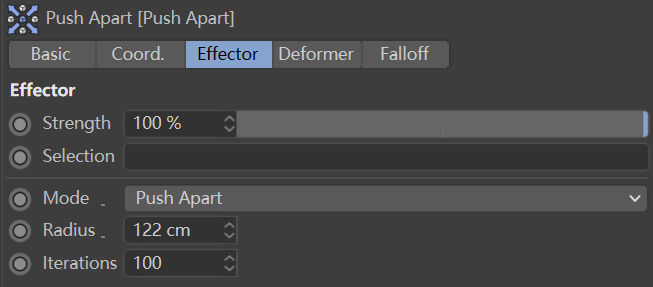 Push Apart [Push Apart]
Basic Coord. Effector Deformer Falloff
Effector
Strength 100 %
Selection
Mode Push Apart
Radius 122 cm
Iterations 100